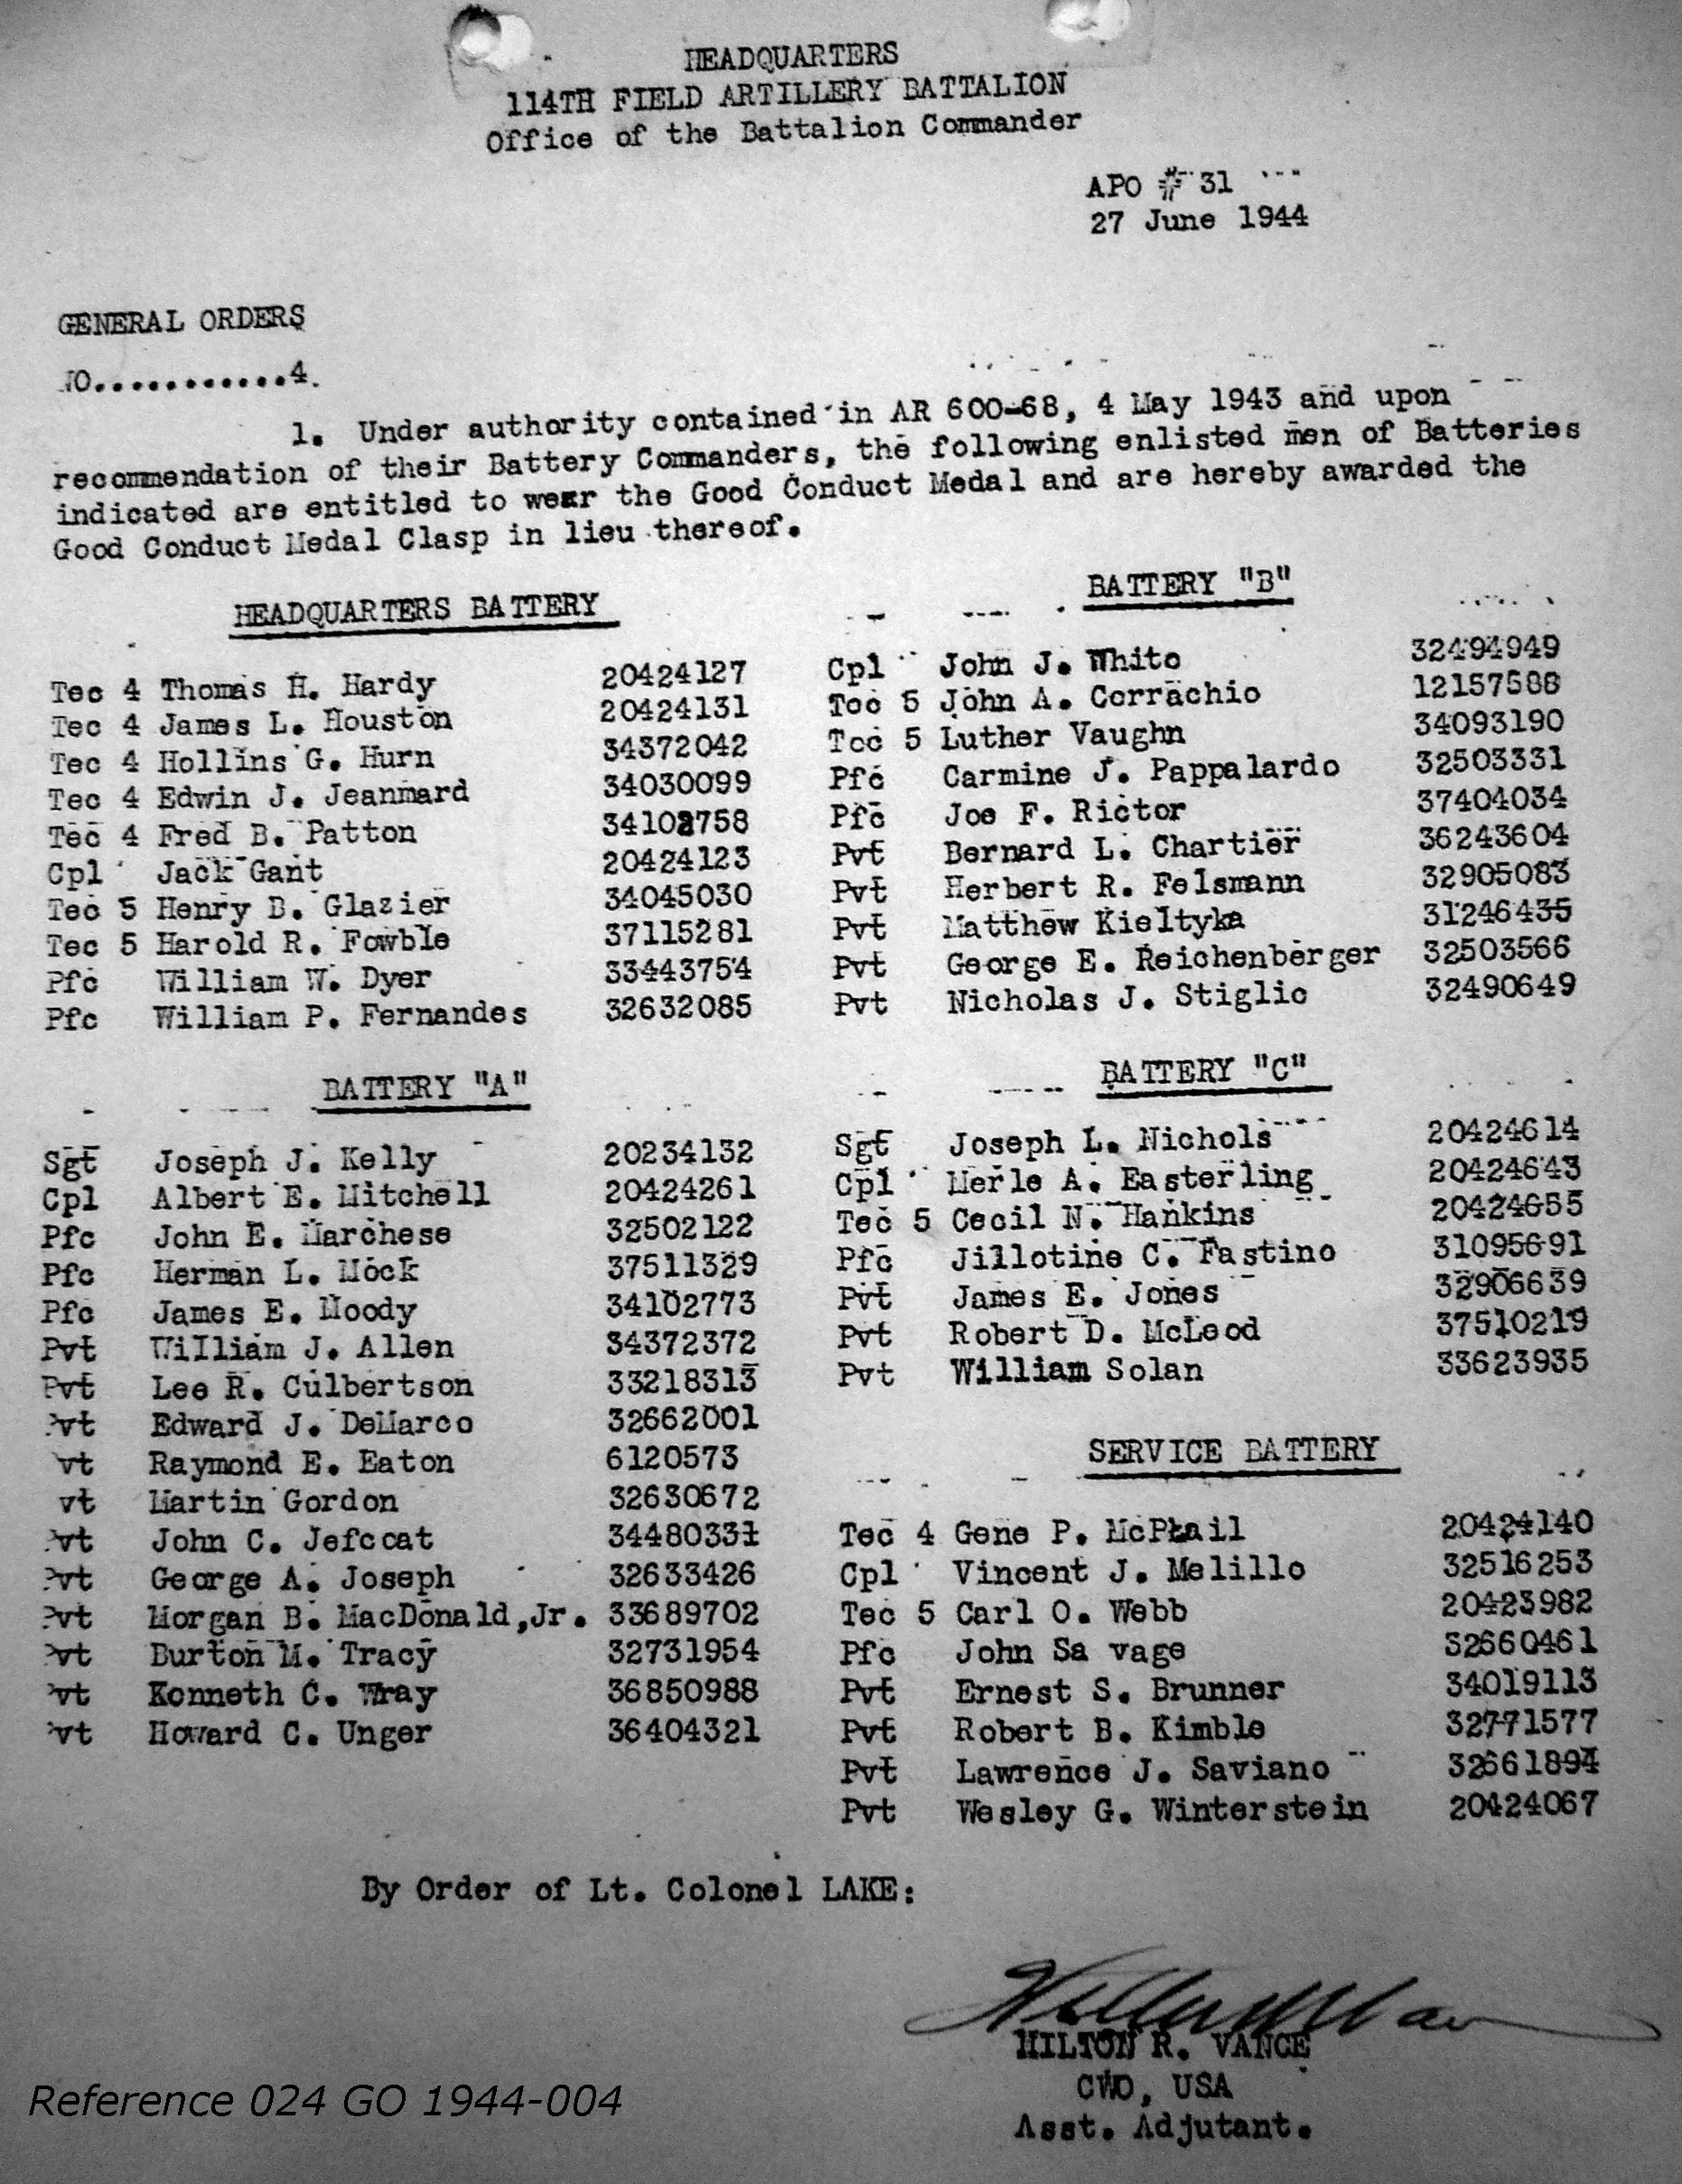 HEADQUARTERS
114TH FIELD ARTILLERY BATTALION
Office of the Battalion Commander
APO # 31
27 June 1944
GENERAL ORDERS
NO............4.
1. Under authority contained in AR 600-68, 4 May 1943 and upon
recommendation of their Battery Commanders, the following enlisted men of Batteries
indicated are entitled to wear the Good Conduct Medal and are hereby awarded the
Good Conduct Medal Clasp in lieu thereof.
HEADQUARTERS BATTERY
Tec 4 Thomas H. Hardy 20424127
Tec 4 James L. Houston 20424131
Tec 4 Hollins G. Hurn 34372042
Tec 4 Edwin J. Jeanmard 34030099
Tec 4 Fred B. Patton 34102758
Cpl Jack Gant 20424123
Tec 5 Henry B. Glazier 34045030
Tec 5 Harold R. Fowble 37115281
Pfc William W. Dyer 33443754
Pfc William P. Fernandes 32632085
BATTERY "A"
Sgt Joseph J. Kelly 20234132
Cpl Albert E. Mitchell 20424261
Pfc John E. Marchese 32502122
Pfc Herman L. Mock 37511329
Pfc James E. Moody 34102773
Pvt William J. Allen 34372372
Pvt Lee R. Culbertson 33218313
Pvt Edward J. DeMarco 32662001
Pvt Raymond E. Eaton 6120573
Pvt Martin Gordon 32630672
Pvt John C. Jefcoat 34480331
Pvt George A. Joseph 32633426
Pvt Morgan B. MacDonald,Jr. 33689702
Pvt Burton M. Tracy 32731954
Pvt Kenneth C. Wray 36850988
Pvt Howard C. Unger 36404321
BATTERY "B"
Cpl John J. White 32494949
Tec 5 John A. Corrachio 12157588
Tec 5 Luther Vaughn 34093190
Pfc Carmine J. Pappalardo 32503331
Pfc Joe F. Rictor 37404034
Pvt Bernard L. Chartier 36243604
Pvt Herbert R. Felsmann 32905083
Pvt Matthew Kieltyka 31246435
Pvt George E. Reichenberger 32503566
Pvt Nicholas J. Stiglic 32490649
BATTERY "C"
Sgt Joseph L. Nichols 20424614
Cpl Merle A. Easterling 20424643
Tec 5 Cecil N. Hankins 20424655
Pfc Jillotine C. Fastino 31095691
Pvt James E. Jones 32906639
Pvt Robert D. McLeod 37510219
Pvt William Solan 33623935
SERVICE BATTERY
Tec 4 Gene P. McPhail 20424140
Cpl Vincent J. Melillo 32516253
Tec 5 Carl O. Webb 20423982
Pfc John Sa vage 32660461
Pvt Ernest S. Brunner 34019113
Pvt Robert B. Kimble 32771577
Pvt Lawrence J. Saviano 32661894
Pvt Wesley G. Winterstein 20424067
By Order of Lt. Colonel LAKE:
HILTON R. VANCE
CWO, USA
Asst. Adjutant.
Reference 024 GO 1944-004